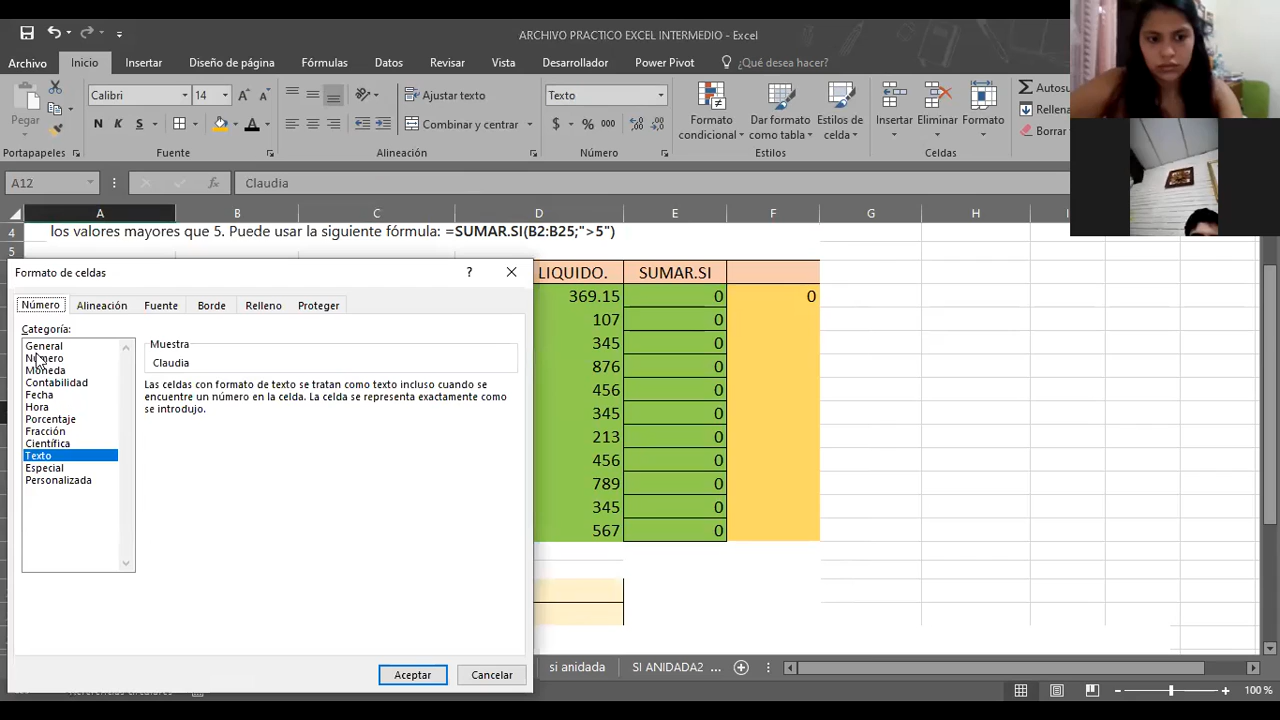 ARCHIVO PRACTICO EXCEL INTERMEDIO - Excel
Archivo Inicio Insertar Diseño de página Fórmulas Datos Revisar Vista Desarrollador Power Pivot ¿Qué desea hacer?
Pegar
Calibri 14
N K S
Ajustar texto
Combinar y centrar
Texto
$ % 000
Formato condicional
Dar formato como tabla
Estilos de celda
Insertar Eliminar Formato
Autosu
Rellena
Borrar
Portapapeles Fuente Alineación Número Estilos Celdas
A12 fx Claudia
A B C D E F G H
4 los valores mayores que 5. Puede usar la siguiente fórmula: =SUMAR.SI(B2:B25;">5")
5
LIQUIDO. SUMAR.SI
369.15 0 0
107 0
345 0
876 0
456 0
345 0
213 0
456 0
789 0
345 0
567 0
Formato de celdas ?
Número Alineación Fuente Borde Relleno Proteger
Categoría:
General
Número
Moneda
Contabilidad
Fecha
Hora
Porcentaje
Fracción
Científica
Texto
Especial
Personalizada
Muestra
Claudia
Las celdas con formato de texto se tratan como texto incluso cuando se
encuentre un número en la celda. La celda se representa exactamente como
se introdujo.
Aceptar Cancelar
si anidada SI ANIDADA2 ...
Referencias circulares
100 %